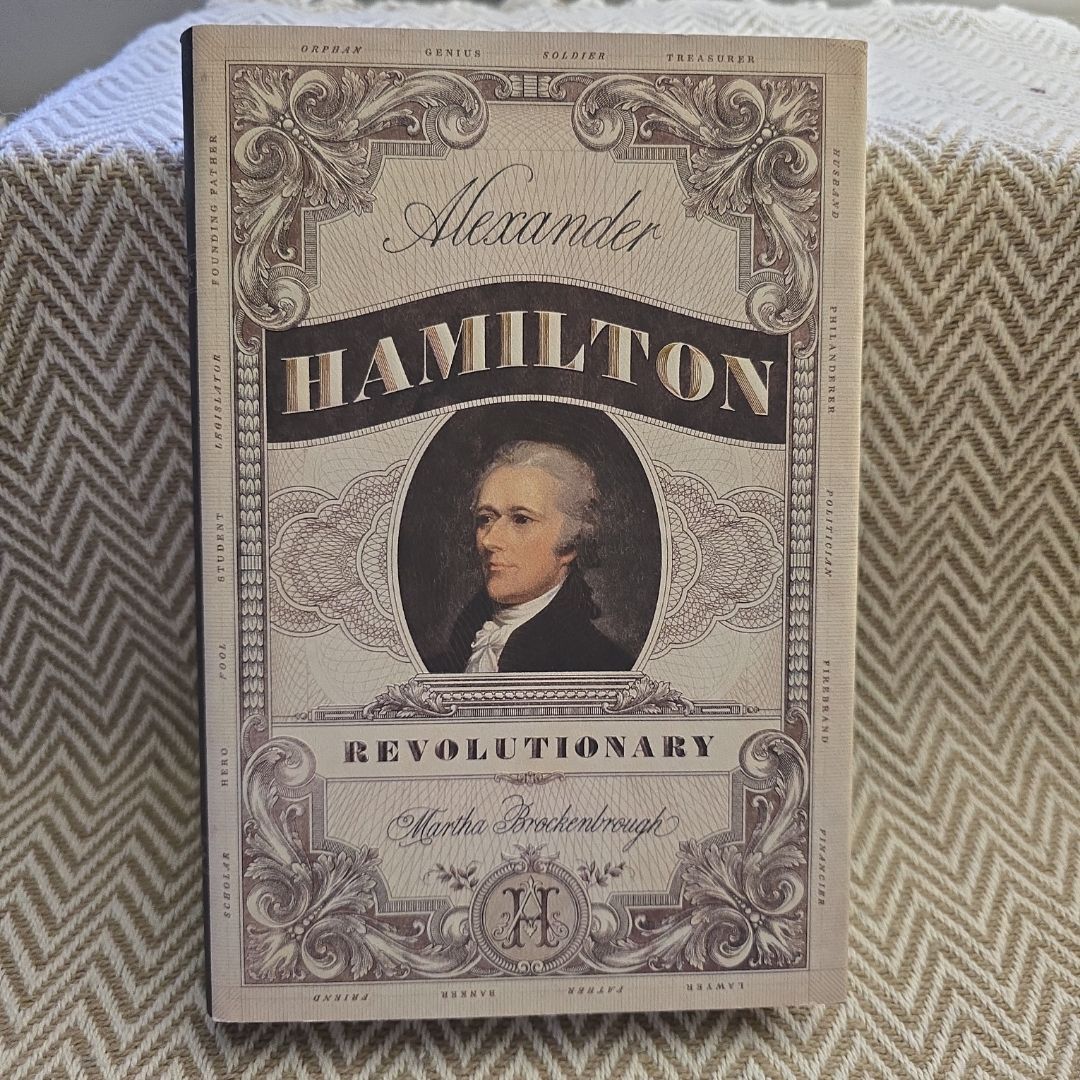 ORPHAN GENIUS SOLDIER TREASURER
HUSBAND
PHILANDERER
POLITICIAN
FIREBRAND
FINANCIER
LAWYER
FATHER
BANKER
FRIEND
SCHOLAR
HERO
FOOL
STUDENT
LEGISLATOR
FOUNDING FATHER
Alexander
HAMILTON
REVOLUTIONARY
Martha Brockenbrough
AH